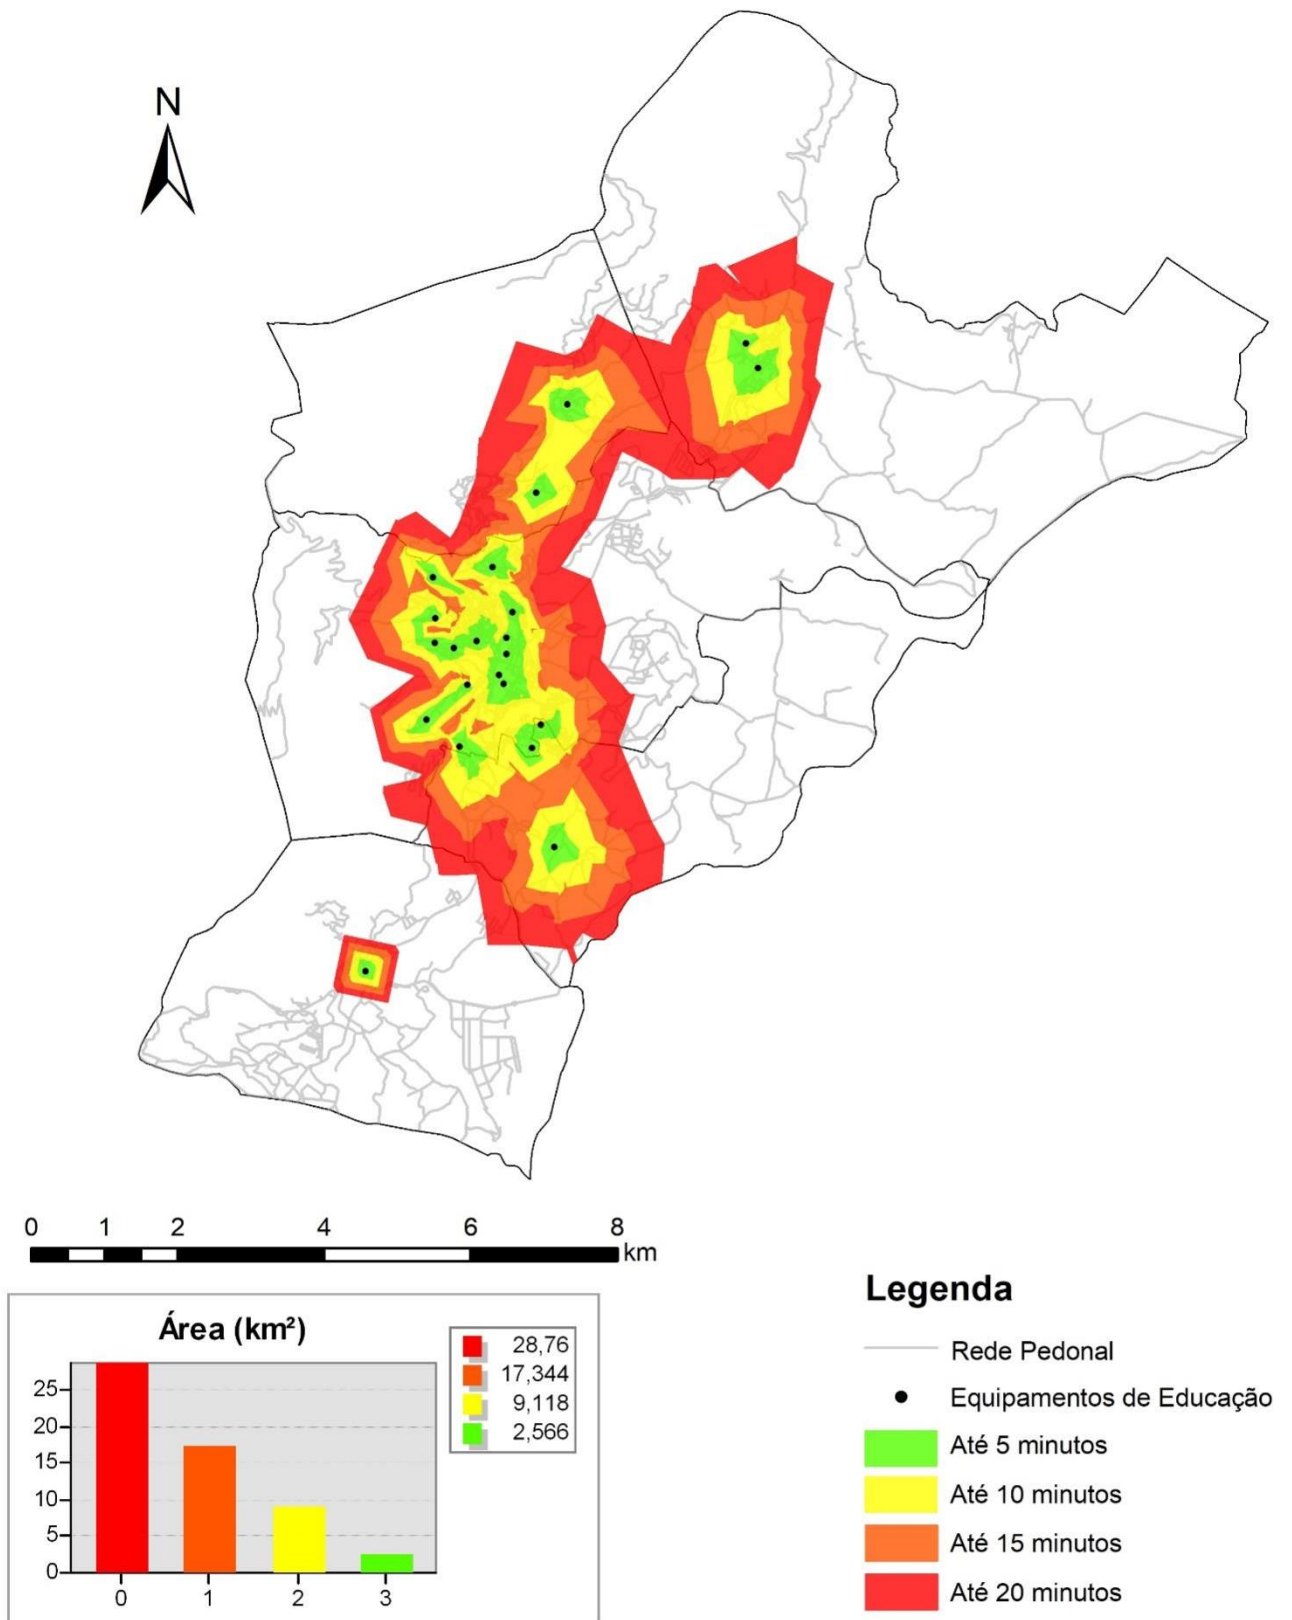 N
0 1 2 4 6 8
km
Área (km²)
25
20
15
10
5
0
0 1 2 3
28,76
17,344
9,118
2,566
Legenda
Rede Pedonal
Equipamentos de Educação
Até 5 minutos
Até 10 minutos
Até 15 minutos
Até 20 minutos